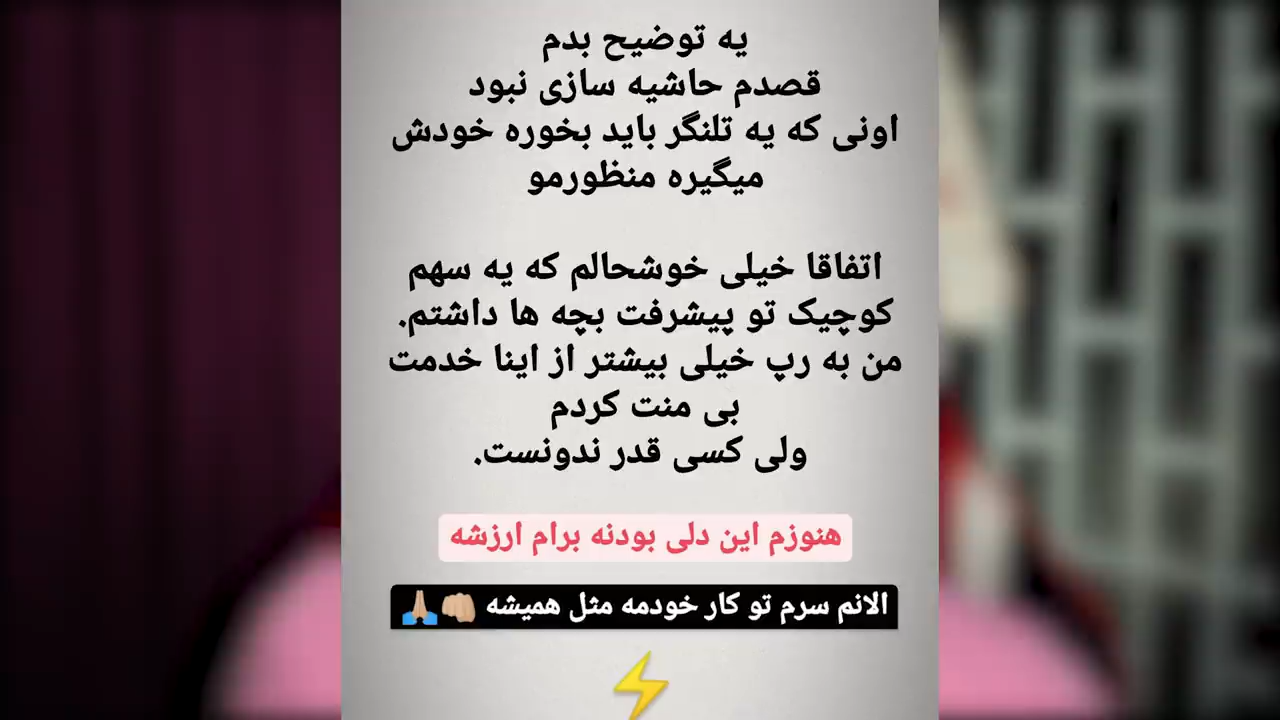 یه توضیح بدم
قصدم حاشیه سازی نبود
اونی که یه تلنگر باید بخوره خودش
میگیره منظورمو
اتفاقا خیلی خوشحالم که یه سهم
کوچیک تو پیشرفت بچه ها داشتم.
من به رپ خیلی بیشتر از اینا خدمت
بی منت کردم
ولی کسی قدر ندونست.
هنوزم این دلی بودنه برام ارزشه
الانم سرم تو کار خودمه مثل همیشه 👊🏼🙏🏼
⚡